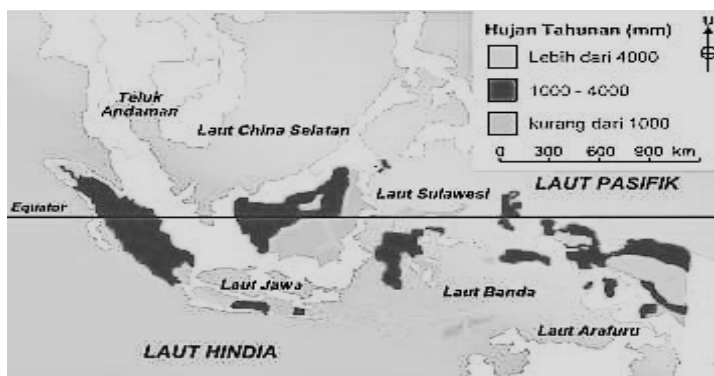 Hujan Tahunan (mm)
U
Lebih dari 4000
1000 - 4000
kurang dari 1000
0 300 600 900 km
Teluk
Andaman
Laut China Selatan
Laut Sulawesi
LAUT PASIFIK
Equator
Laut Jawa
Laut Banda
Laut Arafuru
LAUT HINDIA